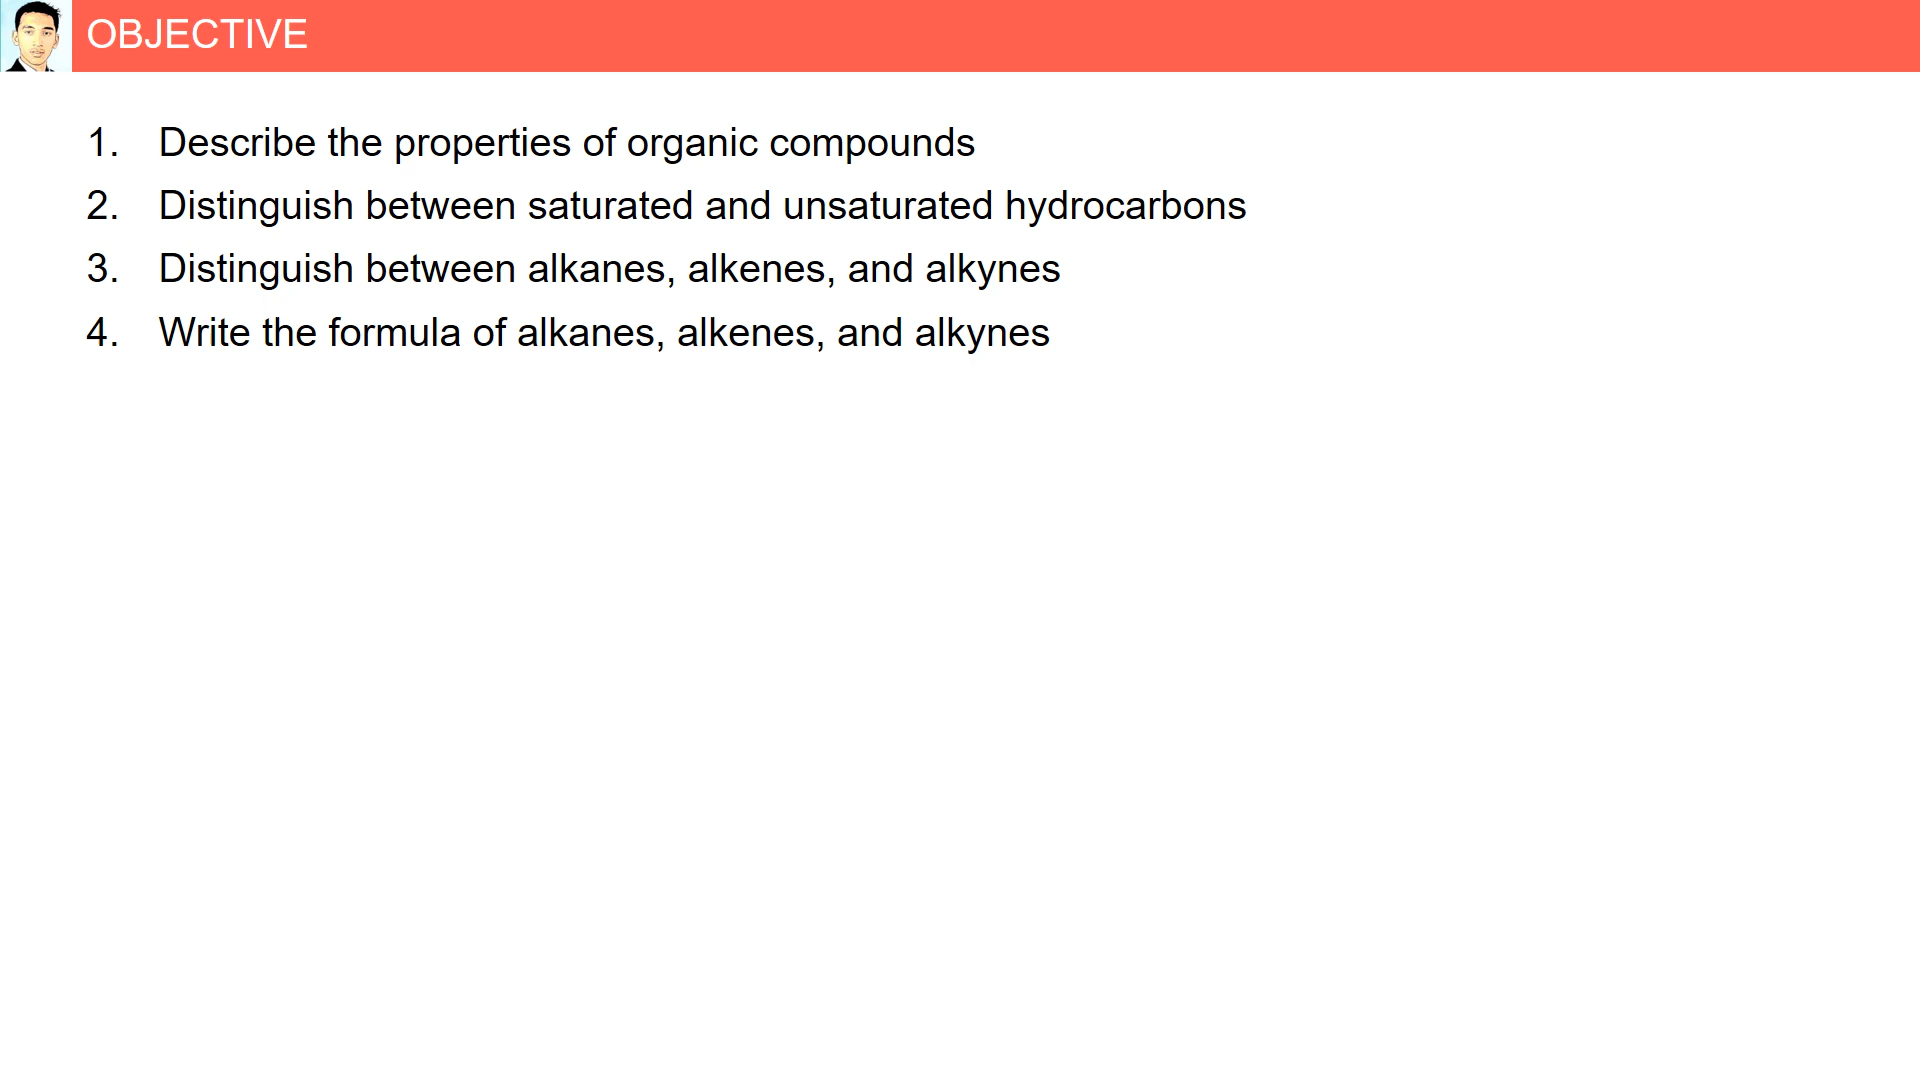 OBJECTIVE
1. Describe the properties of organic compounds
2. Distinguish between saturated and unsaturated hydrocarbons
3. Distinguish between alkanes, alkenes, and alkynes
4. Write the formula of alkanes, alkenes, and alkynes